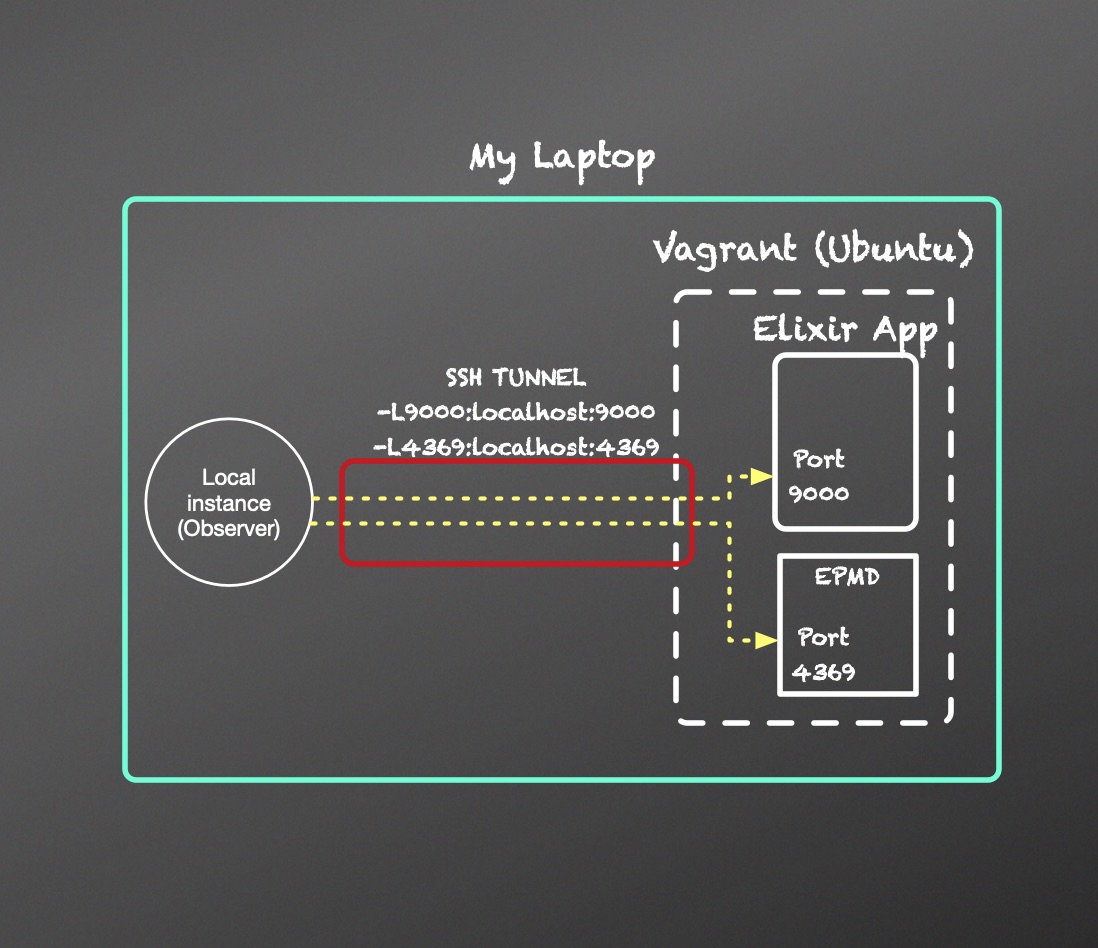 My Laptop
Vagrant (Ubuntu)
Elixir App
SSH TUNNEL
-L9000:localhost:9000
-L4369:localhost:4369
Local
instance
(Observer)
Port
9000
EPMD
Port
4369